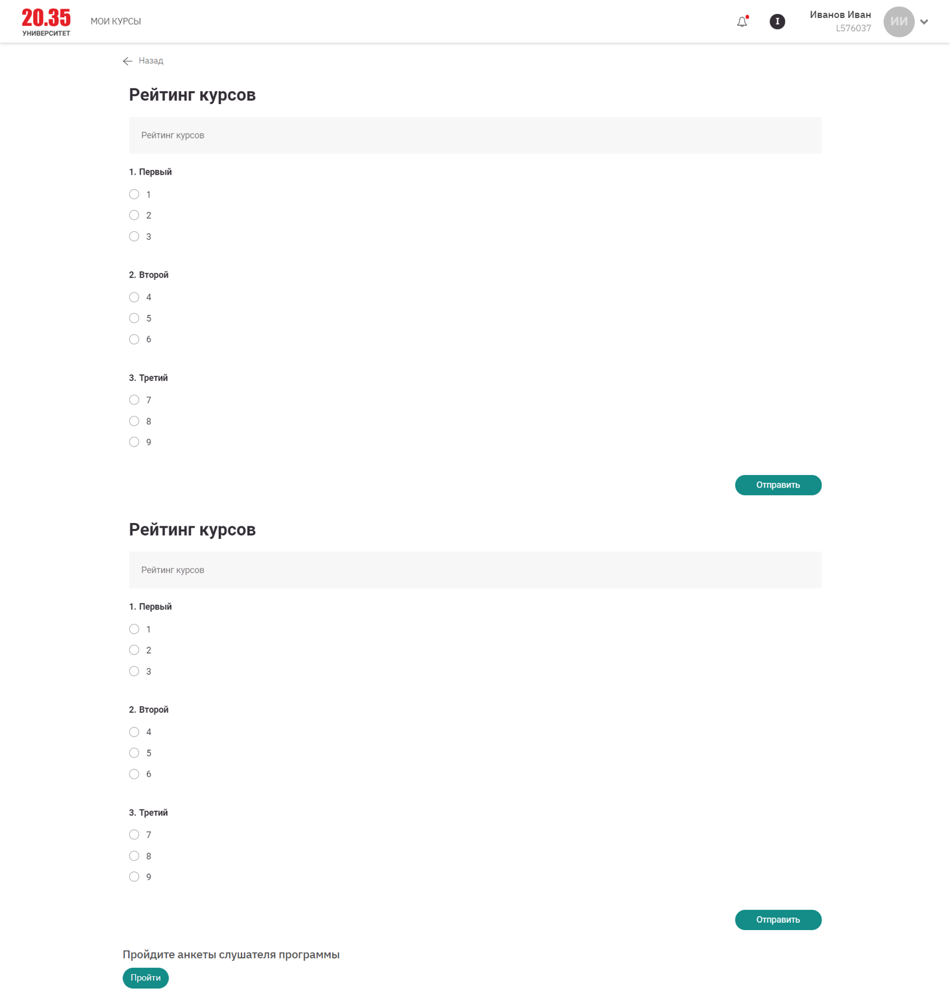 20.35
УНИВЕРСИТЕТ
МОИ КУРСЫ
I
Иванов Иван
L576037
ИИ
Назад
Рейтинг курсов
Рейтинг курсов
1. Первый
1
2
3
2. Второй
4
5
6
3. Третий
7
8
9
Отправить
Рейтинг курсов
Рейтинг курсов
1. Первый
1
2
3
2. Второй
4
5
6
3. Третий
7
8
9
Отправить
Пройдите анкеты слушателя программы
Пройти